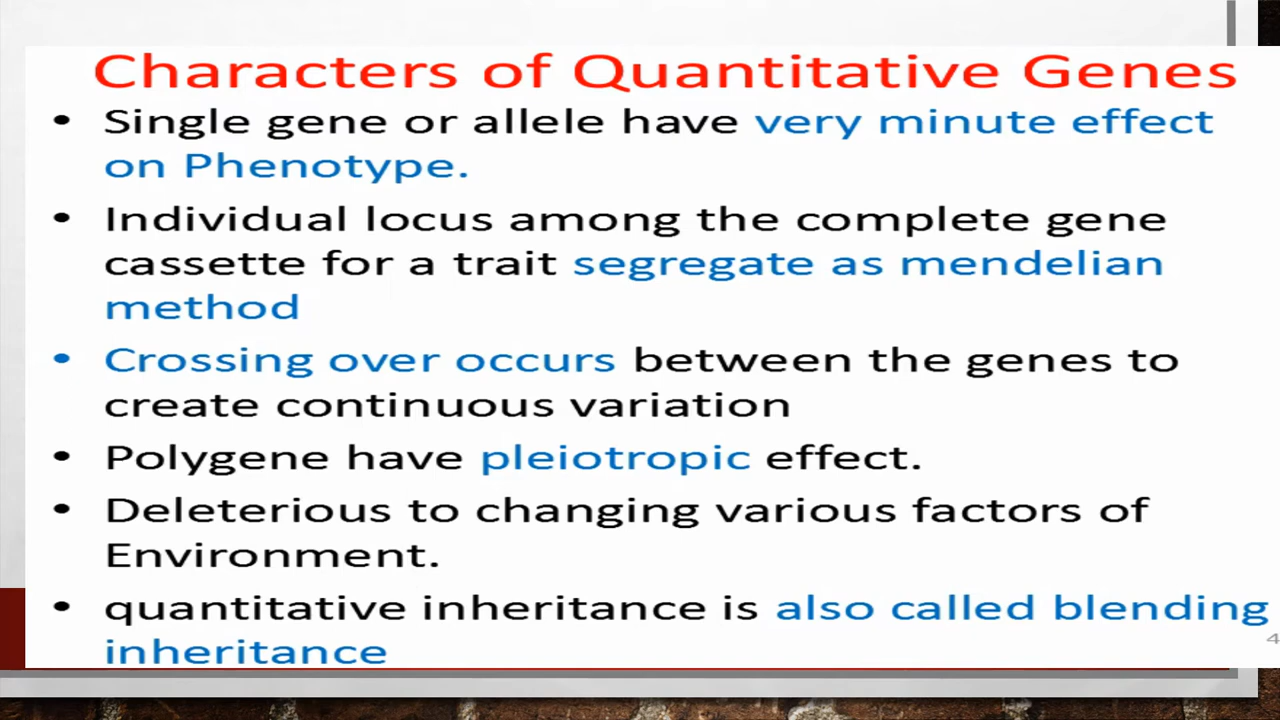 Characters of Quantitative Genes
• Single gene or allele have very minute effect
on Phenotype.
• Individual locus among the complete gene
cassette for a trait segregate as mendelian
method
• Crossing over occurs between the genes to
create continuous variation
• Polygene have pleiotropic effect.
• Deleterious to changing various factors of
Environment.
• quantitative inheritance is also called blending
inheritance
4